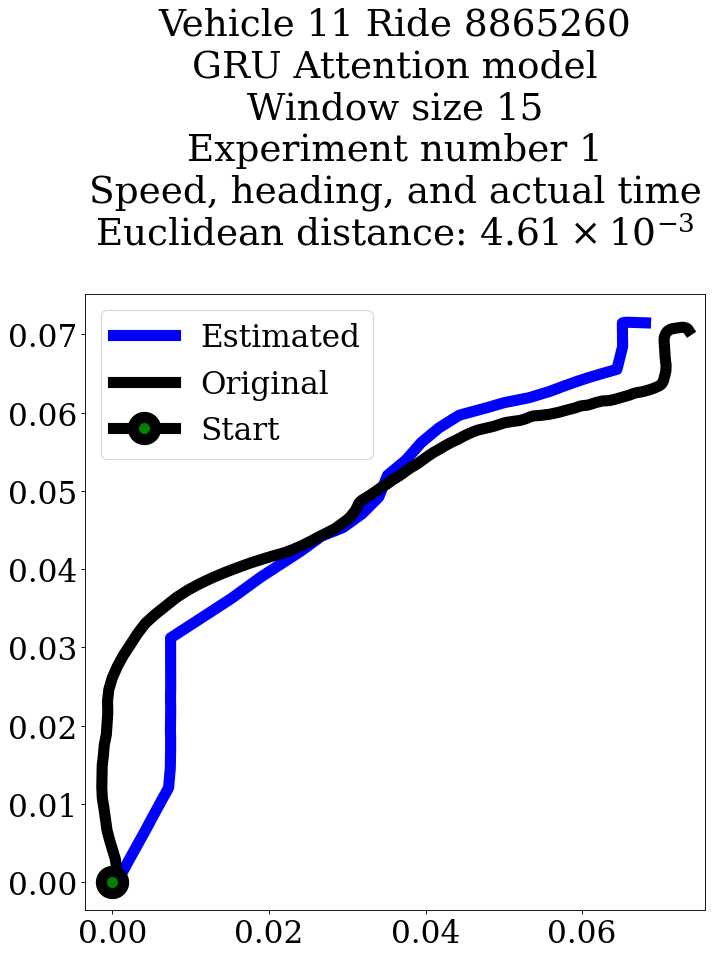 Vehicle 11 Ride 8865260
GRU Attention model
Window size 15
Experiment number 1
Speed, heading, and actual time
Euclidean distance: 4.61 × 10⁻³
Estimated
Original
Start
0.07
0.06
0.05
0.04
0.03
0.02
0.01
0.00
0.00 0.02 0.04 0.06